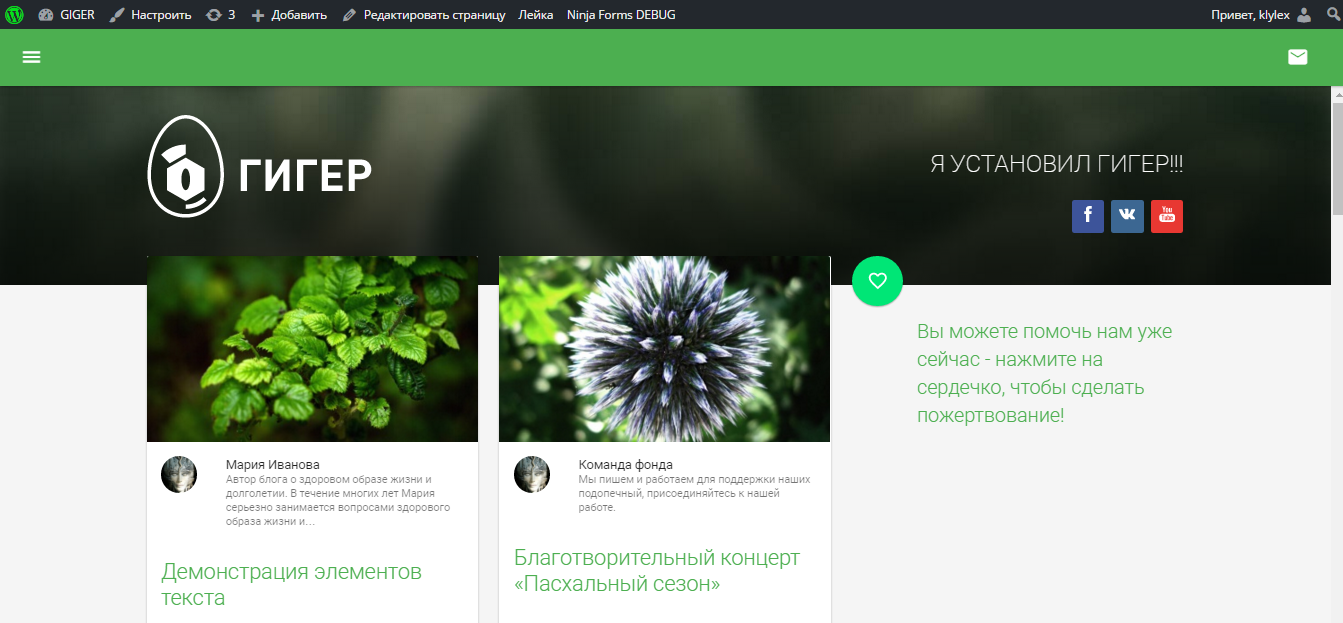 GIGER Настроить 3 Добавить Редактировать страницу Лейка Ninja Forms DEBUG Привет, klylex
ГИГЕР
Я УСТАНОВИЛ ГИГЕР!!!
f
You
Tube
Мария Иванова
Автор блога о здоровом образе жизни и
долголетии. В течение многих лет Мария
серьезно занимается вопросами здорового
образа жизни и…
Демонстрация элементов
текста
Команда фонда
Мы пишем и работаем для поддержки наших
подопечный, присоединяйтесь к нашей
работе.
Благотворительный концерт
«Пасхальный сезон»
Вы можете помочь нам уже
сейчас - нажмите на
сердечко, чтобы сделать
пожертвование!